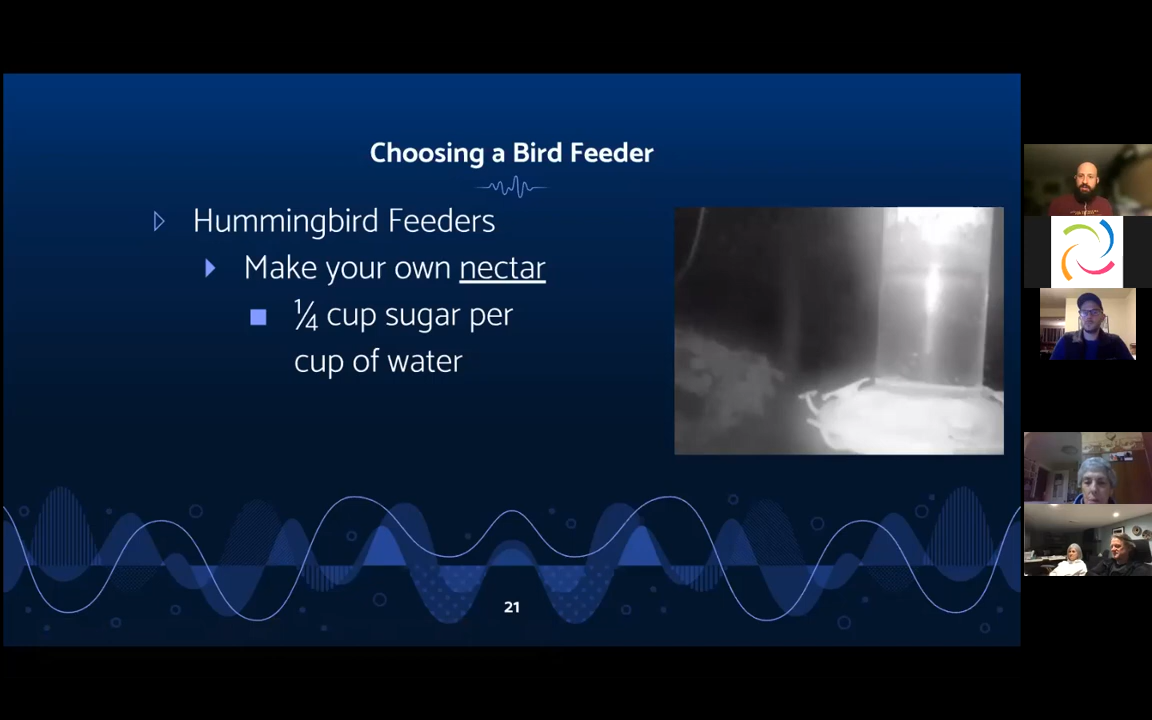 Choosing a Bird Feeder
Hummingbird Feeders
Make your own nectar
¼ cup sugar per
cup of water
21